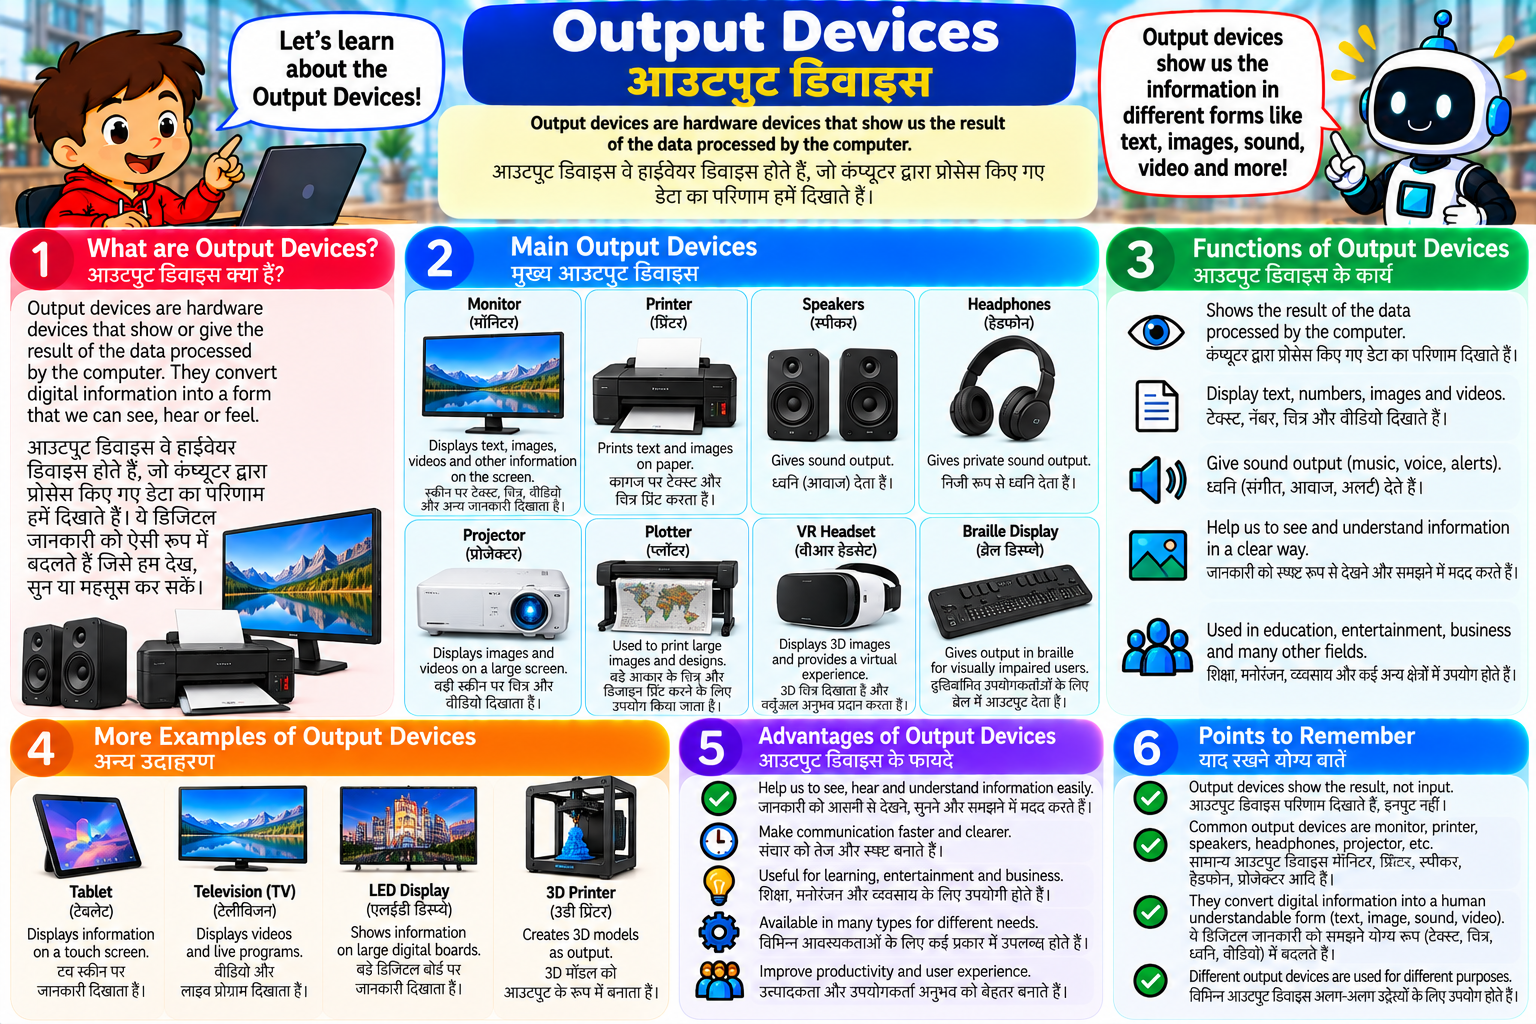 Let's learn
about the
Output Devices!
Output Devices
आउटपुट डिवाइस
Output devices are hardware devices that show us the result
of the data processed by the computer.
आउटपुट डिवाइस वे हाईवेयर डिवाइस होते हैं, जो कंप्यूटर द्वारा प्रोसेस किए गए
डेटा का परिणाम हमें दिखाते हैं।
Output devices
show us the
information in
different forms like
text, images, sound,
video and more!
1
What are Output Devices?
आउटपुट डिवाइस क्या हैं?
Output devices are hardware
devices that show or give the
result of the data processed
by the computer. They convert
digital information into a form
that we can see, hear or feel.
आउटपुट डिवाइस वे हाईवेयर
डिवाइस होते हैं, जो कंप्यूटर द्वारा
प्रोसेस किए गए डेटा का परिणाम
हमें दिखाते हैं। ये डिजिटल
जानकारी को ऐसी रूप में
बदलते हैं जिसे हम देख,
सुन या महसूस कर सकें।
2
Main Output Devices
मुख्य आउटपुट डिवाइस
Monitor
(मॉनिटर)
Displays text, images,
videos and other information
on the screen.
स्क्रीन पर टेक्स्ट, चित्र, वीडियो
और अन्य जानकारी दिखाता है।
Printer
(प्रिंटर)
Prints text and images
on paper.
कागज पर टेक्स्ट और
चित्र प्रिंट करता है।
Speakers
(स्पीकर)
Gives sound output.
ध्वनि (आवाज) देता है।
Headphones
(हेडफोन)
Gives private sound output.
निजी रूप से ध्वनि देता है।
Projector
(प्रोजेक्टर)
Displays images and
videos on a large screen.
बड़ी स्क्रीन पर चित्र और
वीडियो दिखाता है।
Plotter
(प्लॉटर)
Used to print large
images and designs.
बड़े आकार के चित्र और
डिजाइन प्रिंट करने के लिए
उपयोग किया जाता है।
VR Headset
(वीआर हेडसेट)
Displays 3D images
and provides a virtual
experience.
3D चित्र दिखाता है और
अनुभव प्रदान करता है।
Braille Display
(ब्रेल डिस्प्ले)
Gives output in braille
for visually impaired users.
के लिए
ब्रेल में आउटपुट देता है।
3
Functions of Output Devices
आउटपुट डिवाइस के कार्य
Shows the result of the data
processed by the computer.
कंप्यूटर द्वारा प्रोसेस किए गए डेटा का परिणाम दिखाते हैं।
Display text, numbers, images and videos.
टेक्स्ट, नंबर, चित्र और वीडियो दिखाते हैं।
Give sound output (music, voice, alerts).
ध्वनि (संगीत, आवाज, अलर्ट) देते हैं।
Help us to see and understand information
in a clear way.
जानकारी को स्पष्ट रूप से देखने और समझने में मदद करते हैं।
Used in education, entertainment, business
and many other fields.
शिक्षा, मनोरंजन, व्यवसाय और कई अन्य क्षेत्रों में उपयोग होते हैं।
4
More Examples of Output Devices
अन्य उदाहरण
Tablet
(टेबलेट)
Displays information
on a touch screen.
टच स्क्रीन पर
जानकारी दिखाता है।
Television (TV)
(टेलीविजन)
Displays videos
and live programs.
वीडियो और
लाइव प्रोग्राम दिखाता है।
LED Display
(एलईडी डिस्प्ये)
Shows information
on large digital boards.
बड़े डिजिटल बोर्ड पर
जानकारी दिखाता है।
3D Printer
(3डी प्रिंटर)
Creates 3D models
as output.
3D मॉडल को
आउटपुट के रूप में बनाता है।
5
Advantages of Output Devices
आउटपुट डिवाइस के फायदे
Help us to see, hear and understand information easily.
जानकारी को आसनी से देखने, सुनने और समझने में मदद करते हैं।
Make communication faster and clearer.
संचार को तेज और स्पष्ट बनाते हैं।
Useful for learning, entertainment and business.
शिक्षा, मनोरंजन और व्यवसाय के लिए उपयोगी होते हैं।
Available in many types for different needs.
विभिन्न आवश्यकताओं के लिए कई प्रकार में उपलब्ध होते हैं।
Improve productivity and user experience.
उत्पादकता और उपयोगकर्ता अनुभव को बेहतर बनाते हैं।
6
Points to Remember
याद रखने योग्य बातें
Output devices show the result, not input.
आउटपुट डिवाइस परिणाम दिखाते हैं, इनपुट नहीं।
Common output devices are monitor, printer,
speakers, headphones, projector, etc.
सामान्य आउटपुट डिवाइस मॉनिटर, प्रिंटर, स्पीकर,
हेडफोन, प्रोजेक्टर आदि हैं।
They convert digital information into a human
understandable form (text, image, sound, video).
ये डिजिटल जानकारी को समझने योग्य रूप (टेक्स्ट, चित्र,
ध्वनि, वीडियो) में बदलते हैं।
Different output devices are used for different purposes.
विभिन्न आउटपुट डिवाइस अलग-अलग उद्देश्यों के लिए उपयोग होते हैं।